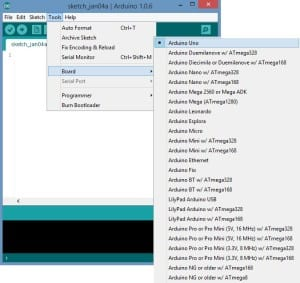 sketch_jan04a | Arduino 1.0.6
File Edit Sketch Tools Help
sketch_jan04a
1
Auto Format Ctrl+T
Archive Sketch
Fix Encoding & Reload
Serial Monitor Ctrl+Shift+M
Board
Serial Port
Programmer
Burn Bootloader
Arduino Uno
Arduino Duemilanove w/ ATmega328
Arduino Diecimila or Duemilanove w/ ATmega168
Arduino Nano w/ ATmega328
Arduino Nano w/ ATmega168
Arduino Mega 2560 or Mega ADK
Arduino Mega (ATmega1280)
Arduino Leonardo
Arduino Esplora
Arduino Micro
Arduino Mini w/ ATmega328
Arduino Mini w/ ATmega168
Arduino Ethernet
Arduino Fio
Arduino BT w/ ATmega328
Arduino BT w/ ATmega168
LilyPad Arduino USB
LilyPad Arduino w/ ATmega328
LilyPad Arduino w/ ATmega168
Arduino Pro or Pro Mini (5V, 16 MHz) w/ ATmega328
Arduino Pro or Pro Mini (5V, 16 MHz) w/ ATmega168
Arduino Pro or Pro Mini (3.3V, 8 MHz) w/ ATmega328
Arduino Pro or Pro Mini (3.3V, 8 MHz) w/ ATmega168
Arduino NG or older w/ ATmega168
Arduino NG or older w/ ATmega8